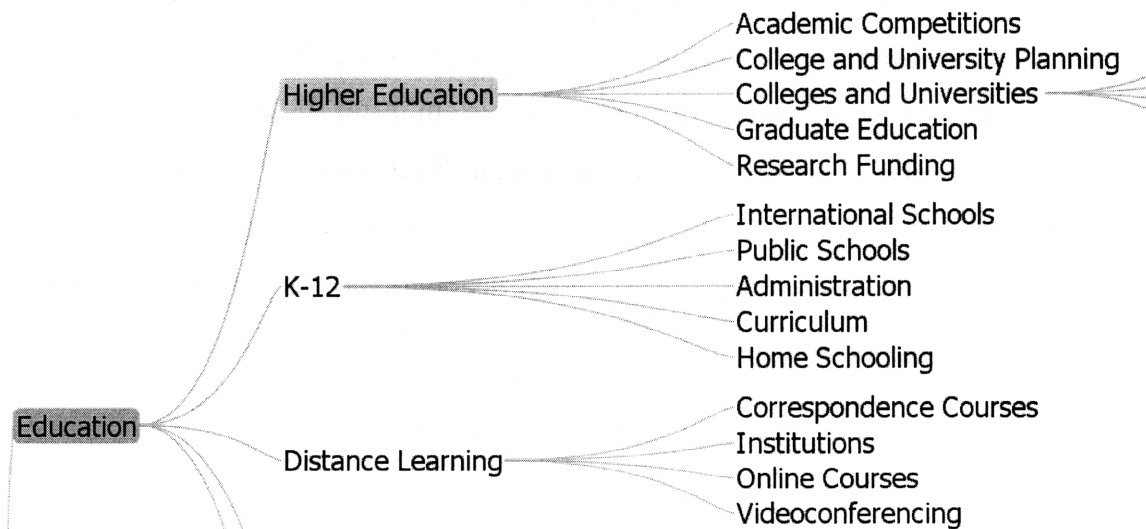 Academic Competitions
College and University Planning
Higher Education
Colleges and Universities
Graduate Education
Research Funding
International Schools
Public Schools
K-12
Administration
Curriculum
Home Schooling
Education
Correspondence Courses
Institutions
Distance Learning
Online Courses
Videoconferencing